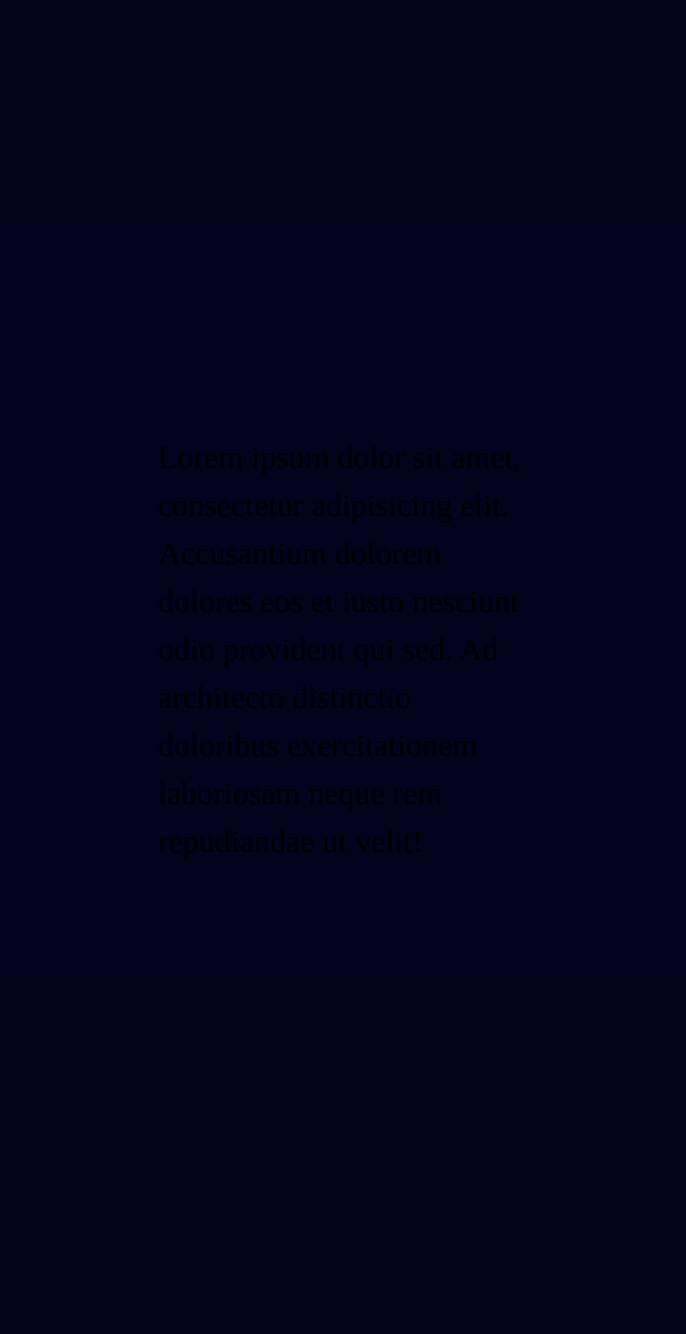 Lorem ipsum dolor sit amet,
consectetur adipisicing elit.
Accusantium dolorem
dolores eos et iusto nesciunt
odio provident qui sed. Ad
architecto distinctio
doloribus exercitationem
laboriosam neque rem
repudiandae ut velit!